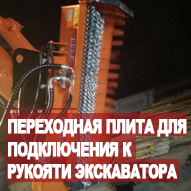 ПЕРЕХОДНАЯ ПЛИТА ДЛЯ
ПОДКЛЮЧЕНИЯ К
РУКОЯТИ ЭКСКАВАТОРА